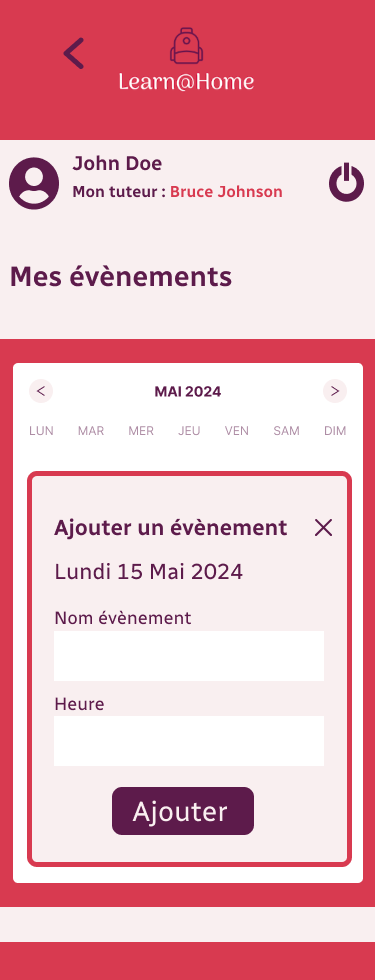 Learn@Home
John Doe
Mon tuteur : Bruce Johnson
Mes évènements
<
MAI 2024
>
LUN MAR MER JEU VEN SAM DIM
Ajouter un évènement
Lundi 15 Mai 2024
Nom évènement
Heure
Ajouter